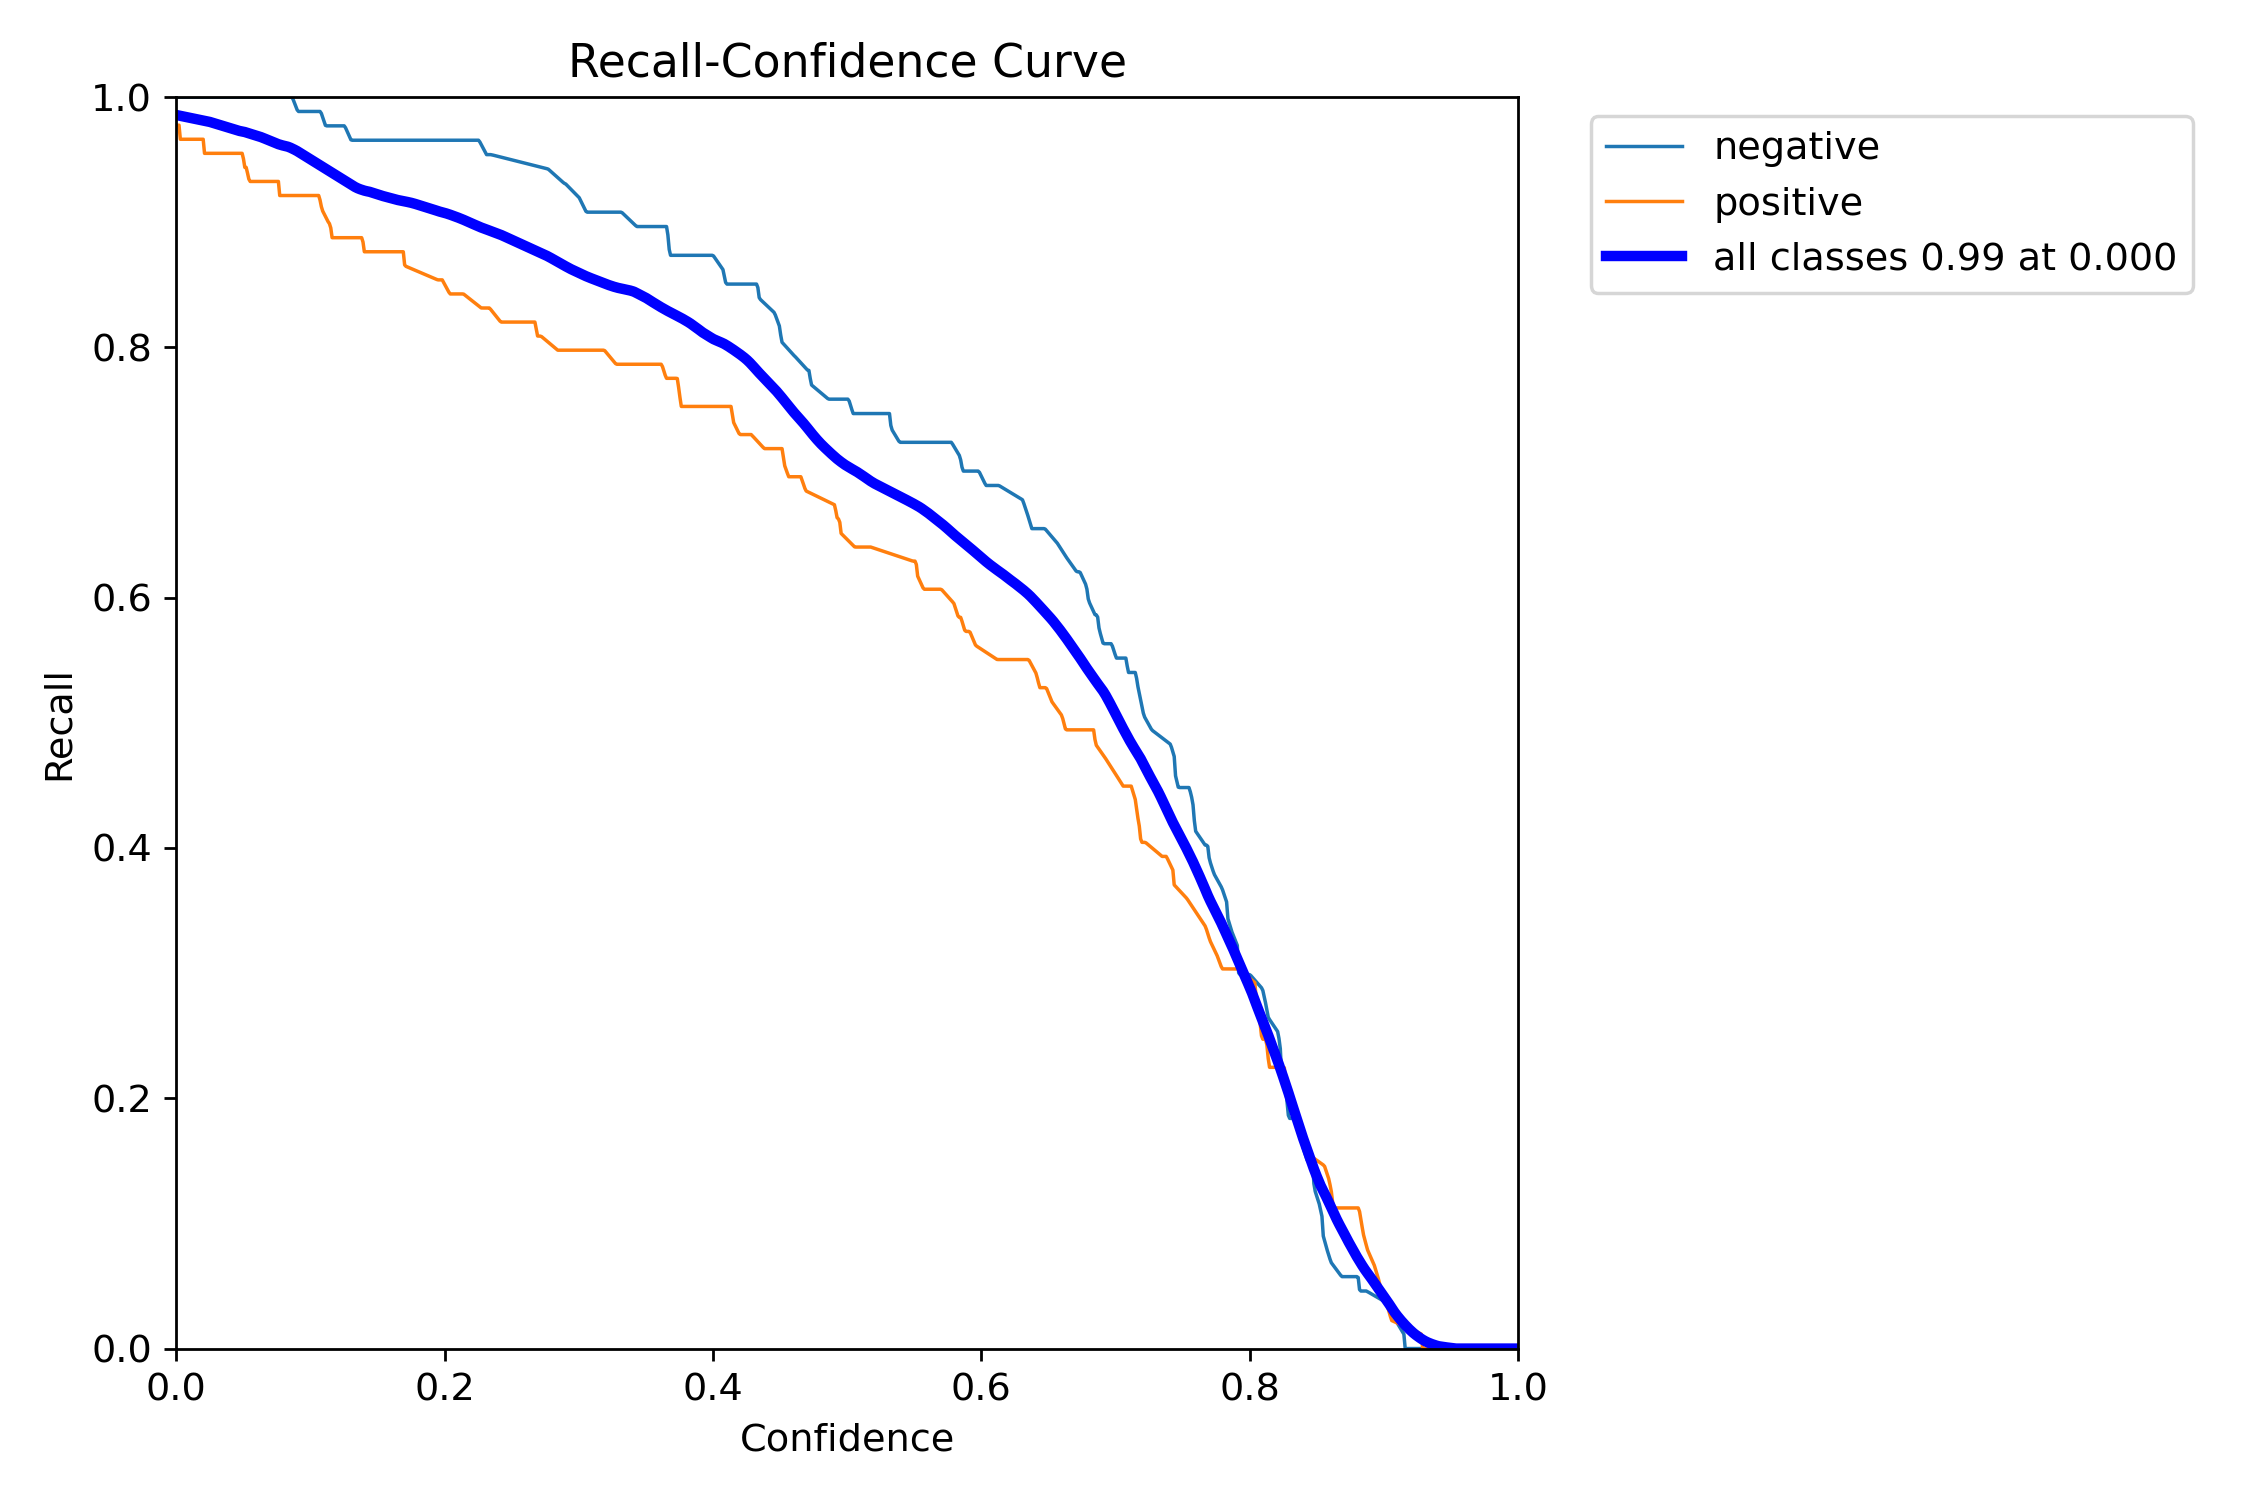 Recall-Confidence Curve
1.0
0.8
0.6
0.4
0.2
0.0
Recall
0.0 0.2 0.4 0.6 0.8 1.0
Confidence
negative
positive
all classes 0.99 at 0.000